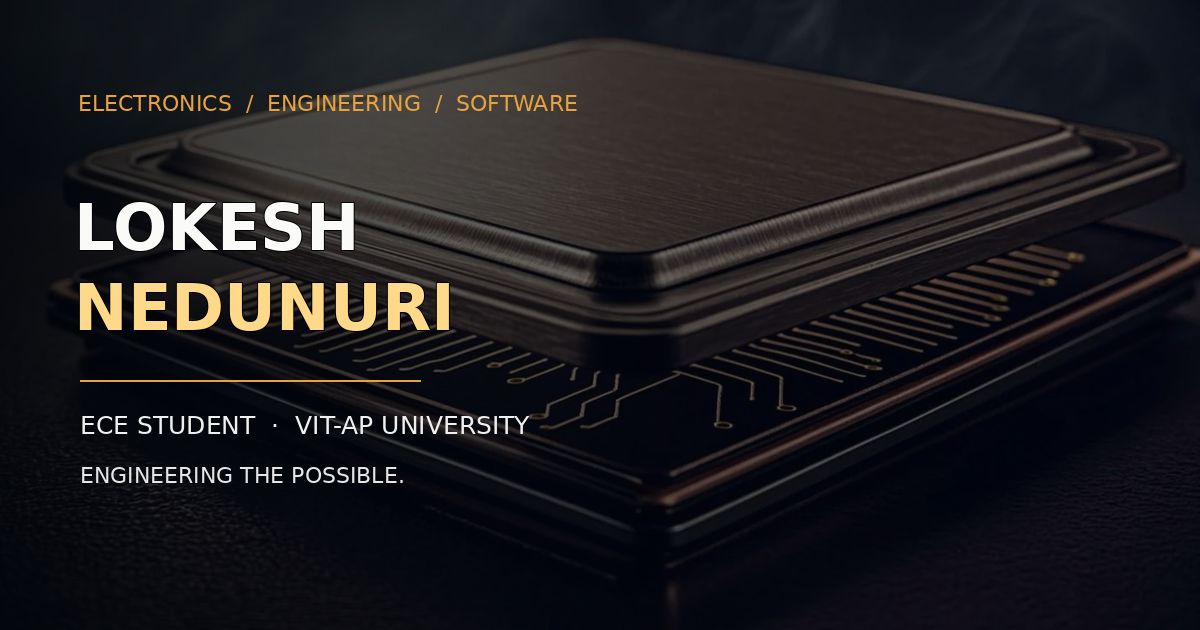 ELECTRONICS / ENGINEERING / SOFTWARE
LOKESH
NEDUNURI
ECE STUDENT · VIT-AP UNIVERSITY
ENGINEERING THE POSSIBLE.